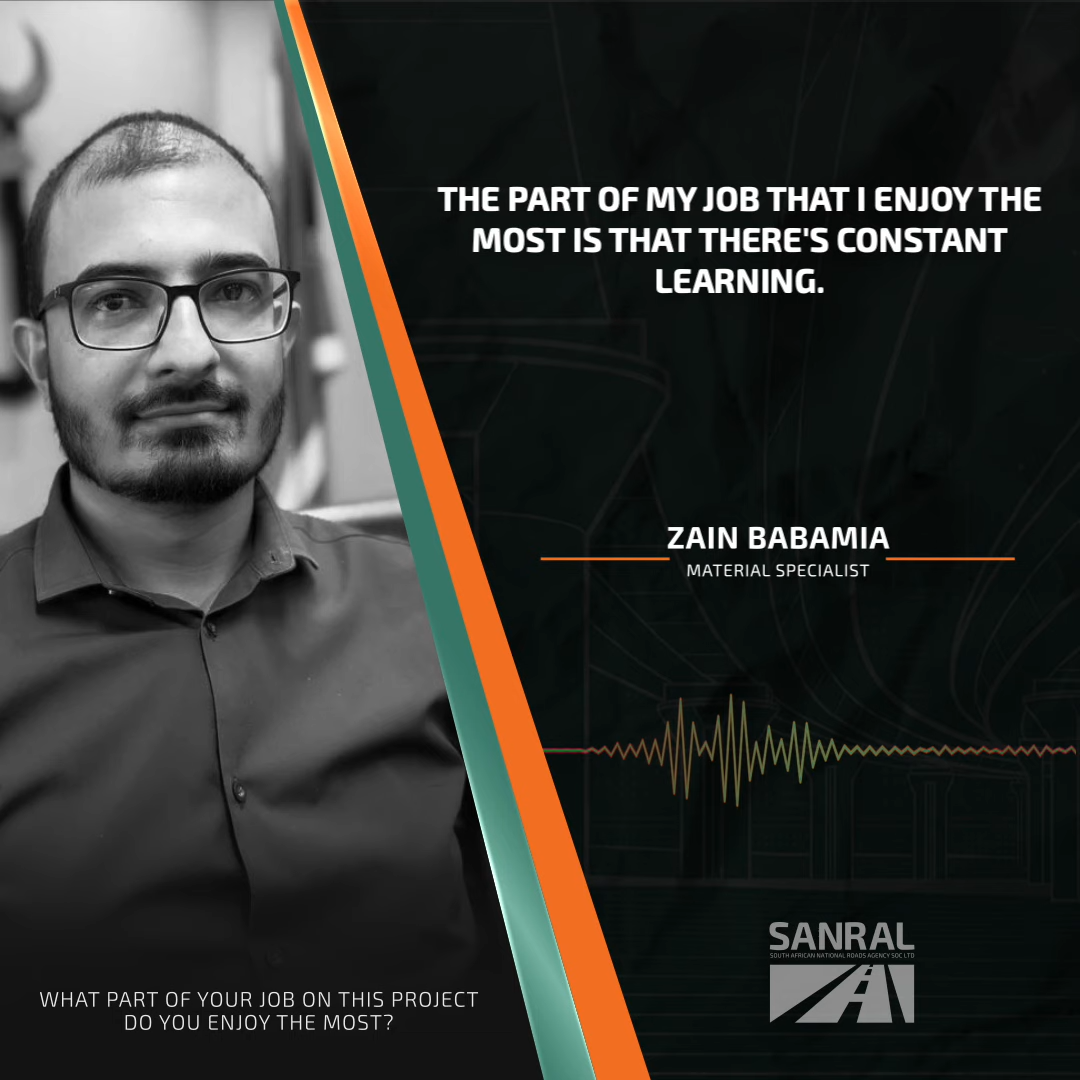 THE PART OF MY JOB THAT I ENJOY THE
MOST IS THAT THERE'S CONSTANT
LEARNING.
ZAIN BABAMIA
MATERIAL SPECIALIST
SANRAL
SOUTH AFRICAN NATIONAL ROADS AGENCY SOC LTD
WHAT PART OF YOUR JOB ON THIS PROJECT
DO YOU ENJOY THE MOST?